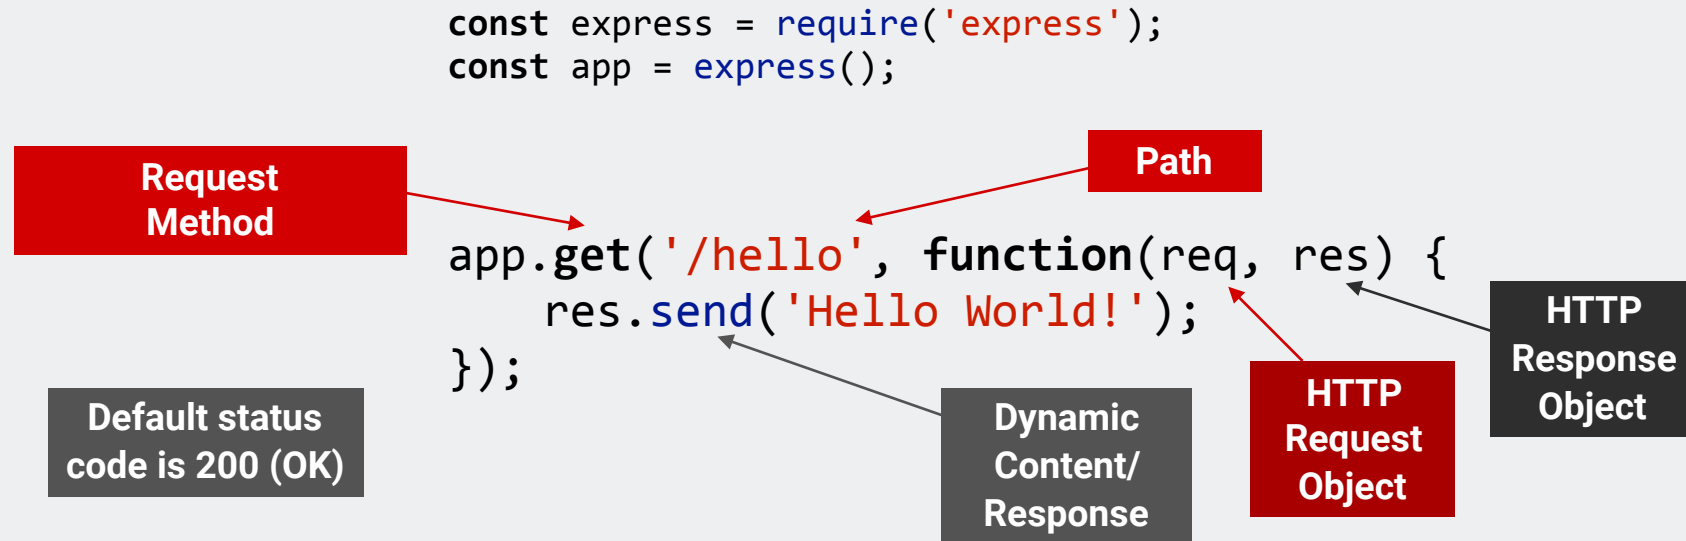 const express = require('express');
const app = express();
Request
Method
Path
app.get('/hello', function(req, res) {
res.send('Hello World!');
});
HTTP
Response
Object
Default status
code is 200 (OK)
Dynamic
Content/
Response
HTTP
Request
Object